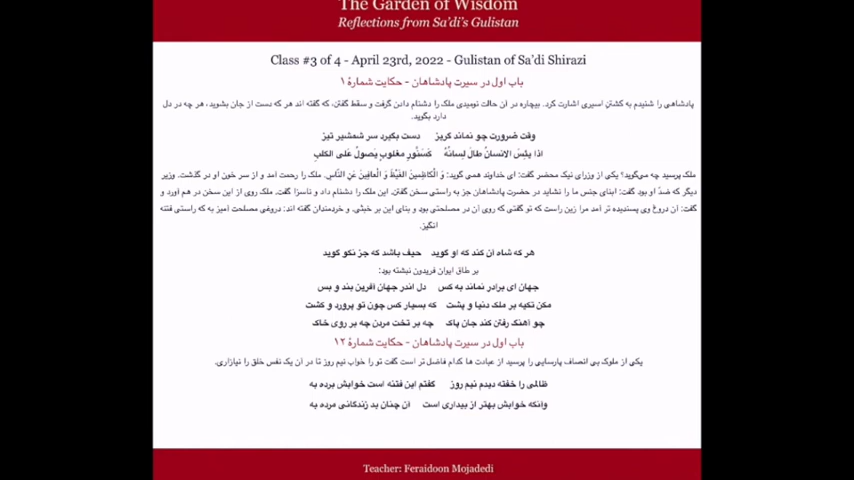 The Garden of Wisdom
Reflections from Sa’di’s Gulistan
Class #3 of 4 - April 23rd, 2022 - Gulistan of Sa’di Shirazi
باب اول در سیرت پادشاهان - حکایت شمارهٔ ۱
پادشاهی را شنیدم به کشتن اسیری اشارت کرد. بیچاره در آن حالت نومیدی ملک را دشنام دادن گرفت و سقط گفتن، که گفته اند هر که دست از جان بشوید، هر چه در دل
دارد بگوید.
وقت ضرورت چو نماند گریز    دست بگیرد سر شمشیر تیز
اذا یئِسَ الانسانُ طالَ لِسانُهُ    کَسَنُّورِ مغلوبٍ یَصولُ عَلی الکلبِ
ملک پرسید چه می‌گوید؟ یکی از وزرای نیک محضر گفت: ای خداوند همی گوید: وَ الْکاظِمینَ الغَیْظَ وَ الْعافِینَ عَنِ النّاسِ. ملک را رحمت آمد و از سر خون او در گذشت. وزیر
دیگر که ضدّ او بود گفت: ابنای جنس ما را نشاید در حضرت پادشاهان جز به راستی سخن گفتن. این ملک را دشنام داد و ناسزا گفت. ملک روی از این سخن در هم آورد و
گفت: آن دروغ وی پسندیده تر آمد مرا زین راست که تو گفتی که روی آن در مصلحتی بود و بنای این بر خبثی. و خردمندان گفته اند: دروغی مصلحت آمیز به که راستی فتنه
انگیز.
هر که شاه آن کند که او گوید    حیف باشد که جز نکو گوید
بر طاق ایوان فریدون نبشته بود:
جهان ای برادر نماند به کس    دل اندر جهان آفرین بند و بس
مکن تکیه بر ملک دنیا و پشت    که بسیار کس چون تو پرورد و کشت
چو آهنگ رفتن کند جان پاک    چه بر تخت مردن چه بر روی خاک
باب اول در سیرت پادشاهان - حکایت شمارهٔ ۱۲
یکی از ملوک بی انصاف پارسایی را پرسید از عبادت ها کدام فاضل تر است گفت تو را خواب نیم روز تا در آن یک نفس خلق را نیازاری.
ظالمی را خفته دیدم نیم روز    گفتم این فتنه است خوابش برده به
وانکه خوابش بهتر از بیداری است    آن چنان بد زندگانی مرده به
Teacher: Feraidoon Mojadedi